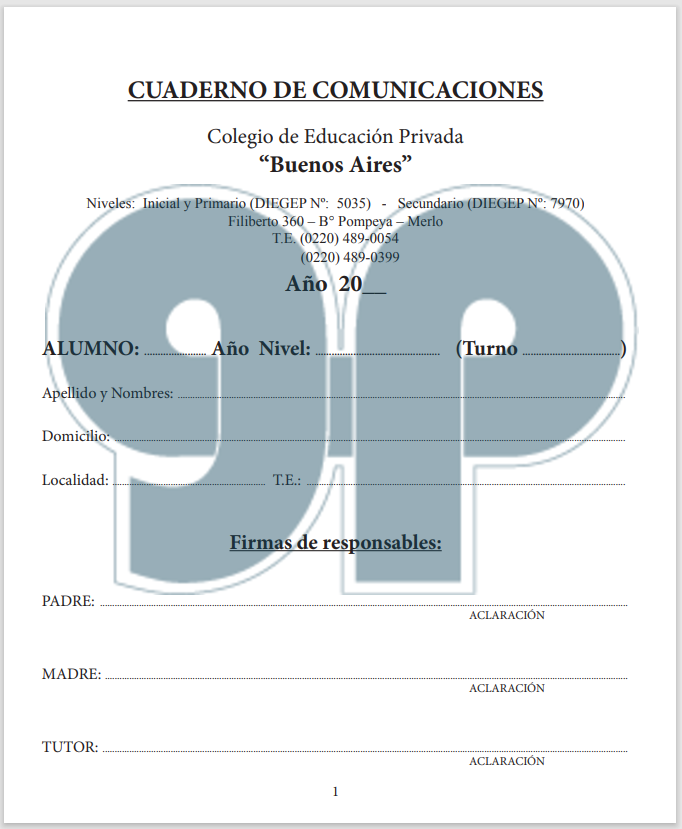 CUADERNO DE COMUNICACIONES
Colegio de Educación Privada
“Buenos Aires”
Niveles: Inicial y Primario (DIEGEP Nº: 5035) - Secundario (DIEGEP Nº: 7970)
Filiberto 360 – B° Pompeya – Merlo
T.E. (0220) 489-0054
(0220) 489-0399
Año 20__
ALUMNO: .................... Año Nivel: ........................................ (Turno ................................)
Apellido y Nombres: ................................................................................
Domicilio: ................................................................................
Localidad: ........................................ T.E.: ................................................................................
Firmas de responsables:
PADRE: ................................................................................
ACLARACIÓN
MADRE: ................................................................................
ACLARACIÓN
TUTOR: ................................................................................
ACLARACIÓN
1